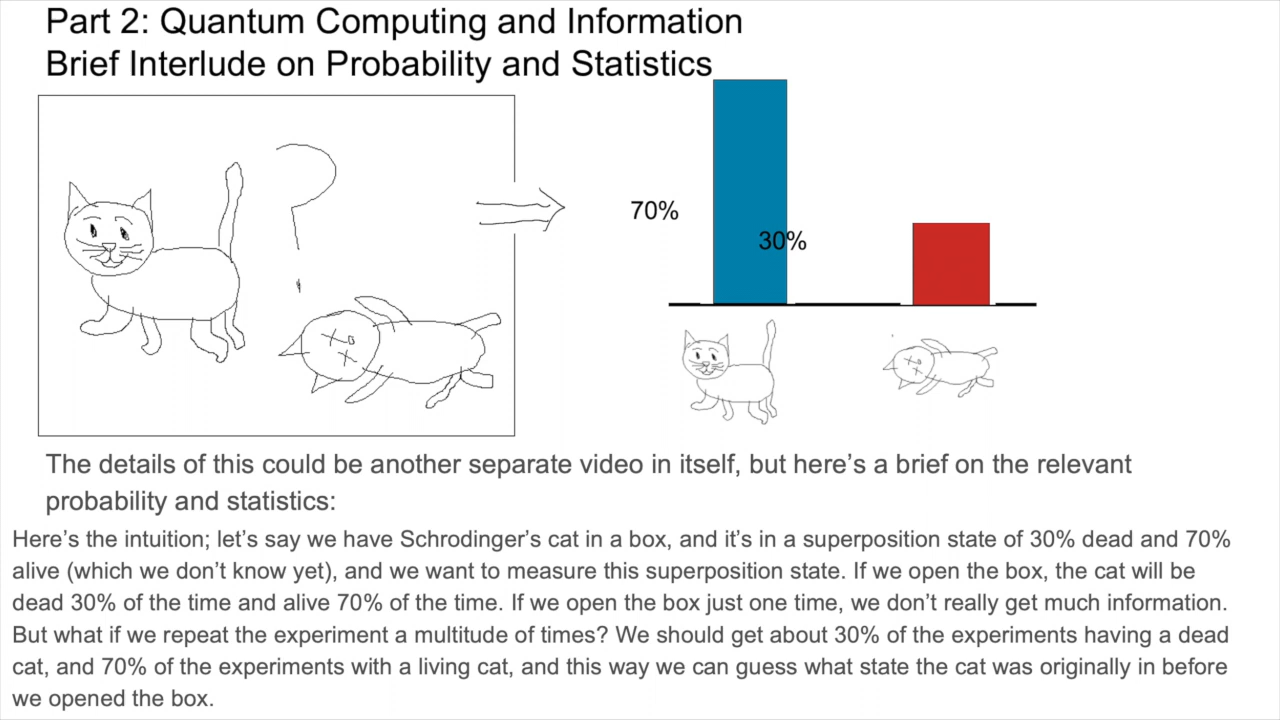 Part 2: Quantum Computing and Information
Brief Interlude on Probability and Statistics
70%
30%
The details of this could be another separate video in itself, but here’s a brief on the relevant
probability and statistics:
Here’s the intuition; let’s say we have Schrodinger’s cat in a box, and it’s in a superposition state of 30% dead and 70%
alive (which we don’t know yet), and we want to measure this superposition state. If we open the box, the cat will be
dead 30% of the time and alive 70% of the time. If we open the box just one time, we don’t really get much information.
But what if we repeat the experiment a multitude of times? We should get about 30% of the experiments having a dead
cat, and 70% of the experiments with a living cat, and this way we can guess what state the cat was originally in before
we opened the box.